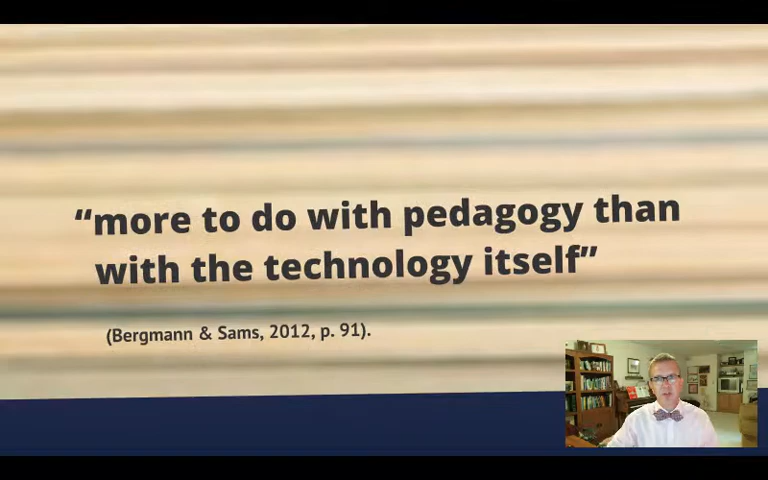 “more to do with pedagogy than
with the technology itself”
(Bergmann & Sams, 2012, p. 91).